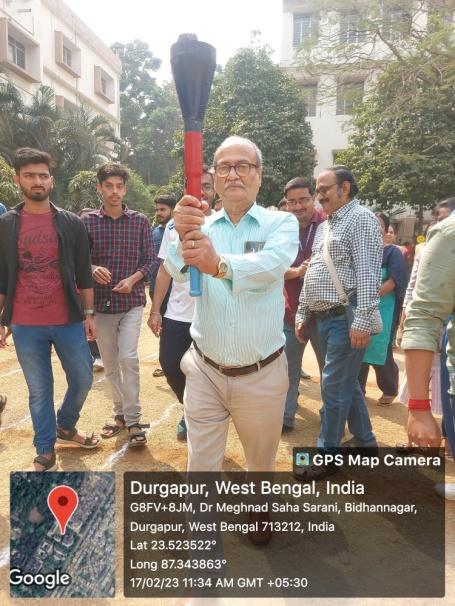 GPS Map Camera
Durgapur, West Bengal, India
G8FV+8JM, Dr Meghnad Saha Sarani, Bidhannagar,
Durgapur, West Bengal 713212, India
Lat 23.523522°
Long 87.343863°
17/02/23 11:34 AM GMT +05:30
Google